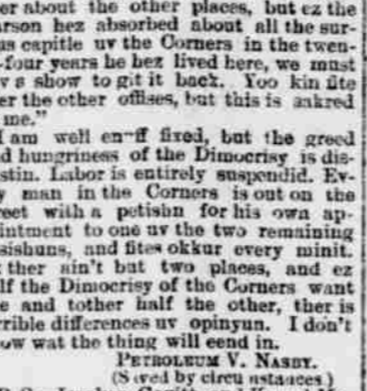 er about the other places, but ez the
arson hez absorbed about all the sur-
us capitle uv the Corners in the twen-
-four years he hez lived here, we must
v a show to git it back. Yoo kin fite
er the other offises, but this is sakred
me."
I am well en-ff fixed, but the greed
d hungriness of the Dimocrisy is dis-
stin. Labor is entirely suspendid. Ev-
y man in the Corners is out on the
reet with a petishn for his own ap-
intment to one uv the two remaining
sishuns, and fites okkur every minit.
ther ain't but two places, and ez
lf the Dimocrisy of the Corners want
e and tother half the other, ther is
rrible differences uv opinyun. I don't
ow wat the thing will eend in.
PETROLEUM V. NASBY.
(S ved by circu nstances.)